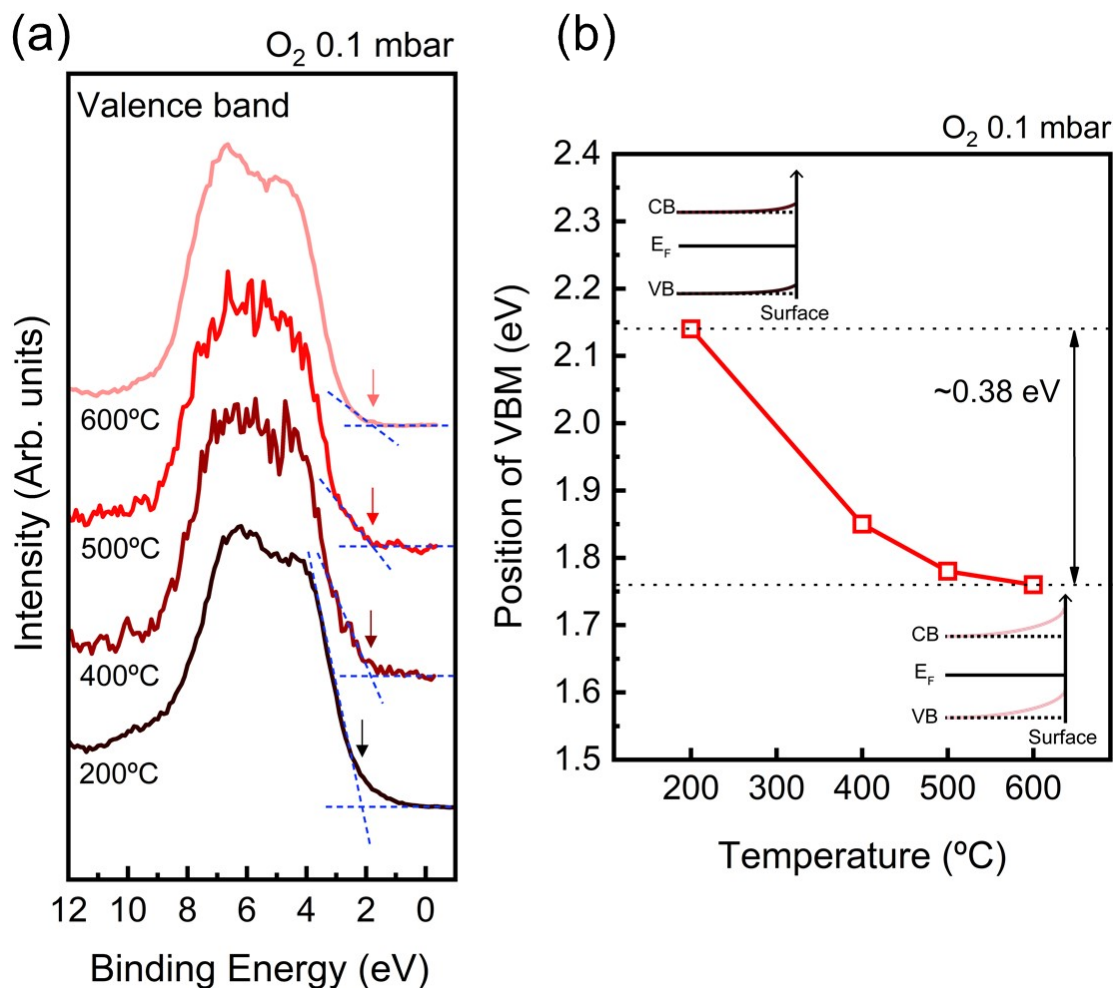 (a)
O₂ 0.1 mbar
Valence band
600ºC
500ºC
400ºC
200ºC
Intensity (Arb. units)
12 10 8 6 4 2 0
Binding Energy (eV)
(b)
O₂ 0.1 mbar
2.4
2.3
2.2
2.1
2.0
1.9
1.8
1.7
1.6
1.5
Position of VBM (eV)
CB
E_F
VB
Surface
~0.38 eV
CB
E_F
VB
Surface
200 300 400 500 600
Temperature (ºC)